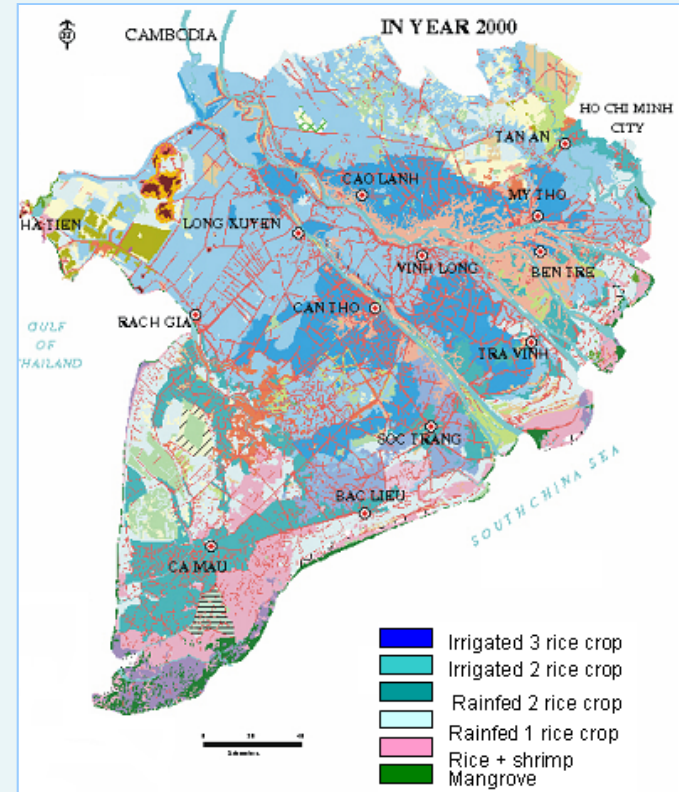 IN YEAR 2000
CAMBODIA
HO CHI MINH
CITY
TAN AN
CAO LANH
MY THO
HA TIEN
LONG XUYEN
VINH LONG
BEN TRE
CAN THO
RACH GIA
GULF
OF
THAILAND
TRA VINH
SOC TRANG
BAC LIEU
SOUTH CHINA SEA
CA MAU
Irrigated 3 rice crop
Irrigated 2 rice crop
Rainfed 2 rice crop
Rainfed 1 rice crop
Rice + shrimp
Mangrove